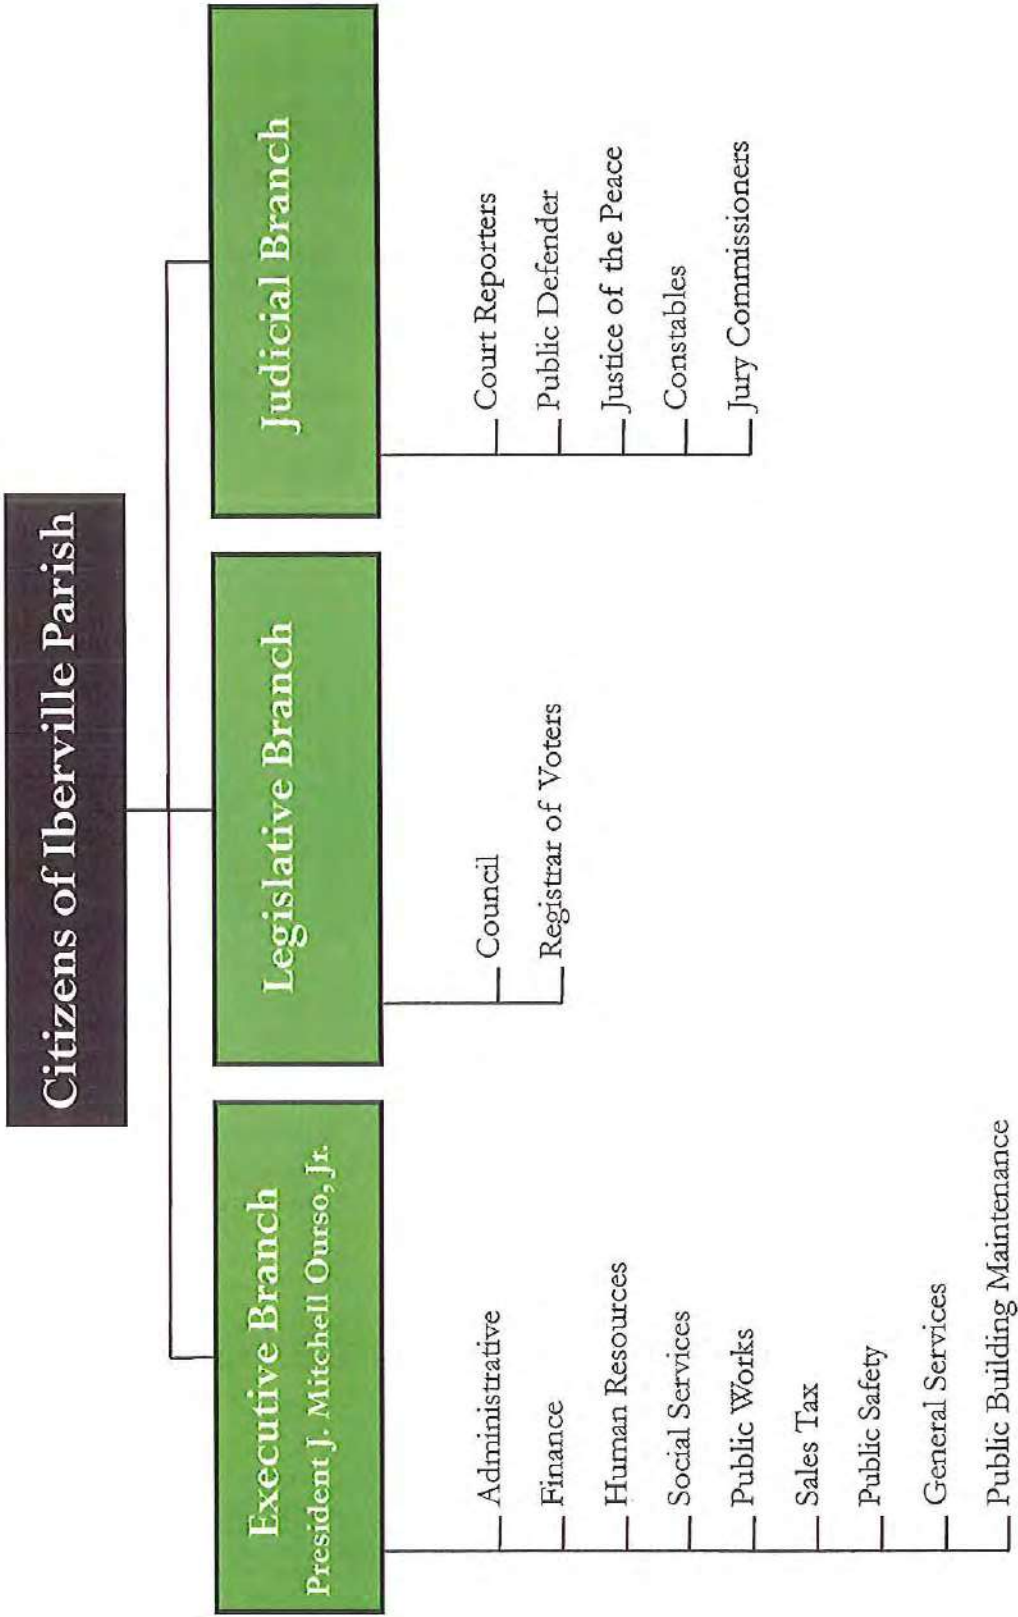 Citizens of Iberville Parish
Executive Branch
President J. Mitchell Ourso, Jr.
Administrative
Finance
Human Resources
Social Services
Public Works
Sales Tax
Public Safety
General Services
Public Building Maintenance
Legislative Branch
Council
Registrar of Voters
Judicial Branch
Court Reporters
Public Defender
Justice of the Peace
Constables
Jury Commissioners